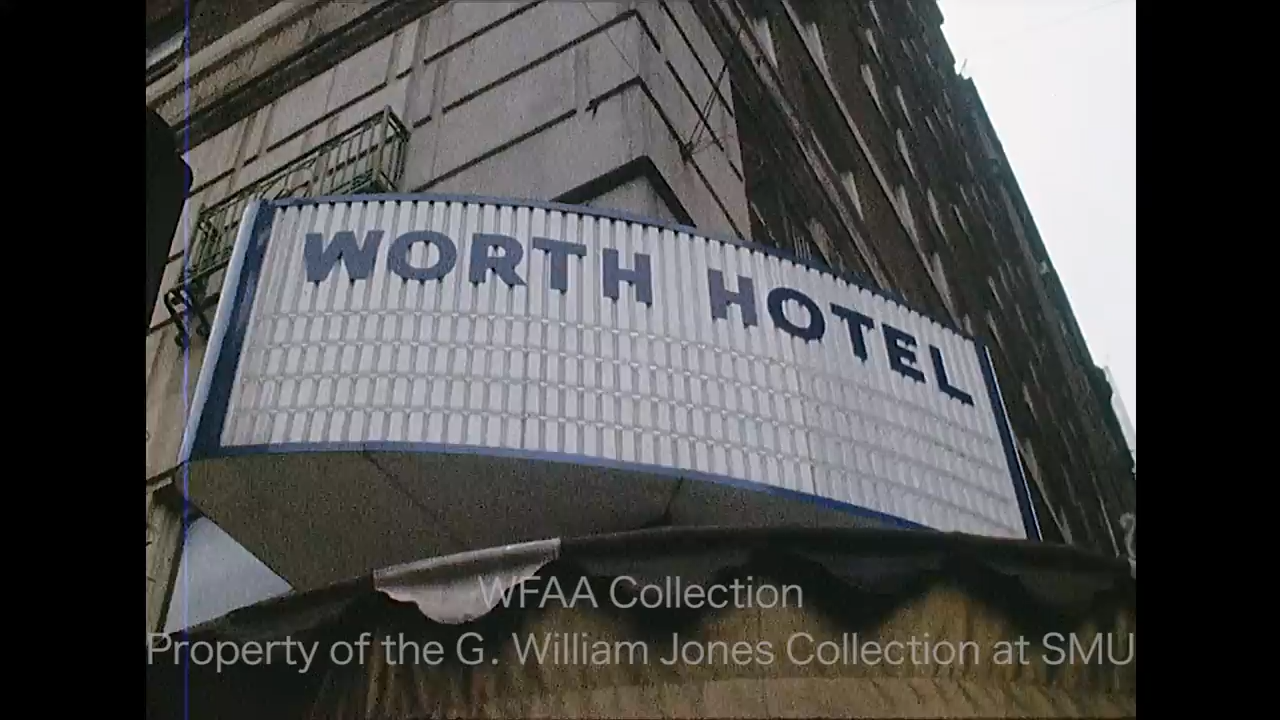 WORTH HOTEL
WFAA Collection
Property of the G. William Jones Collection at SMU